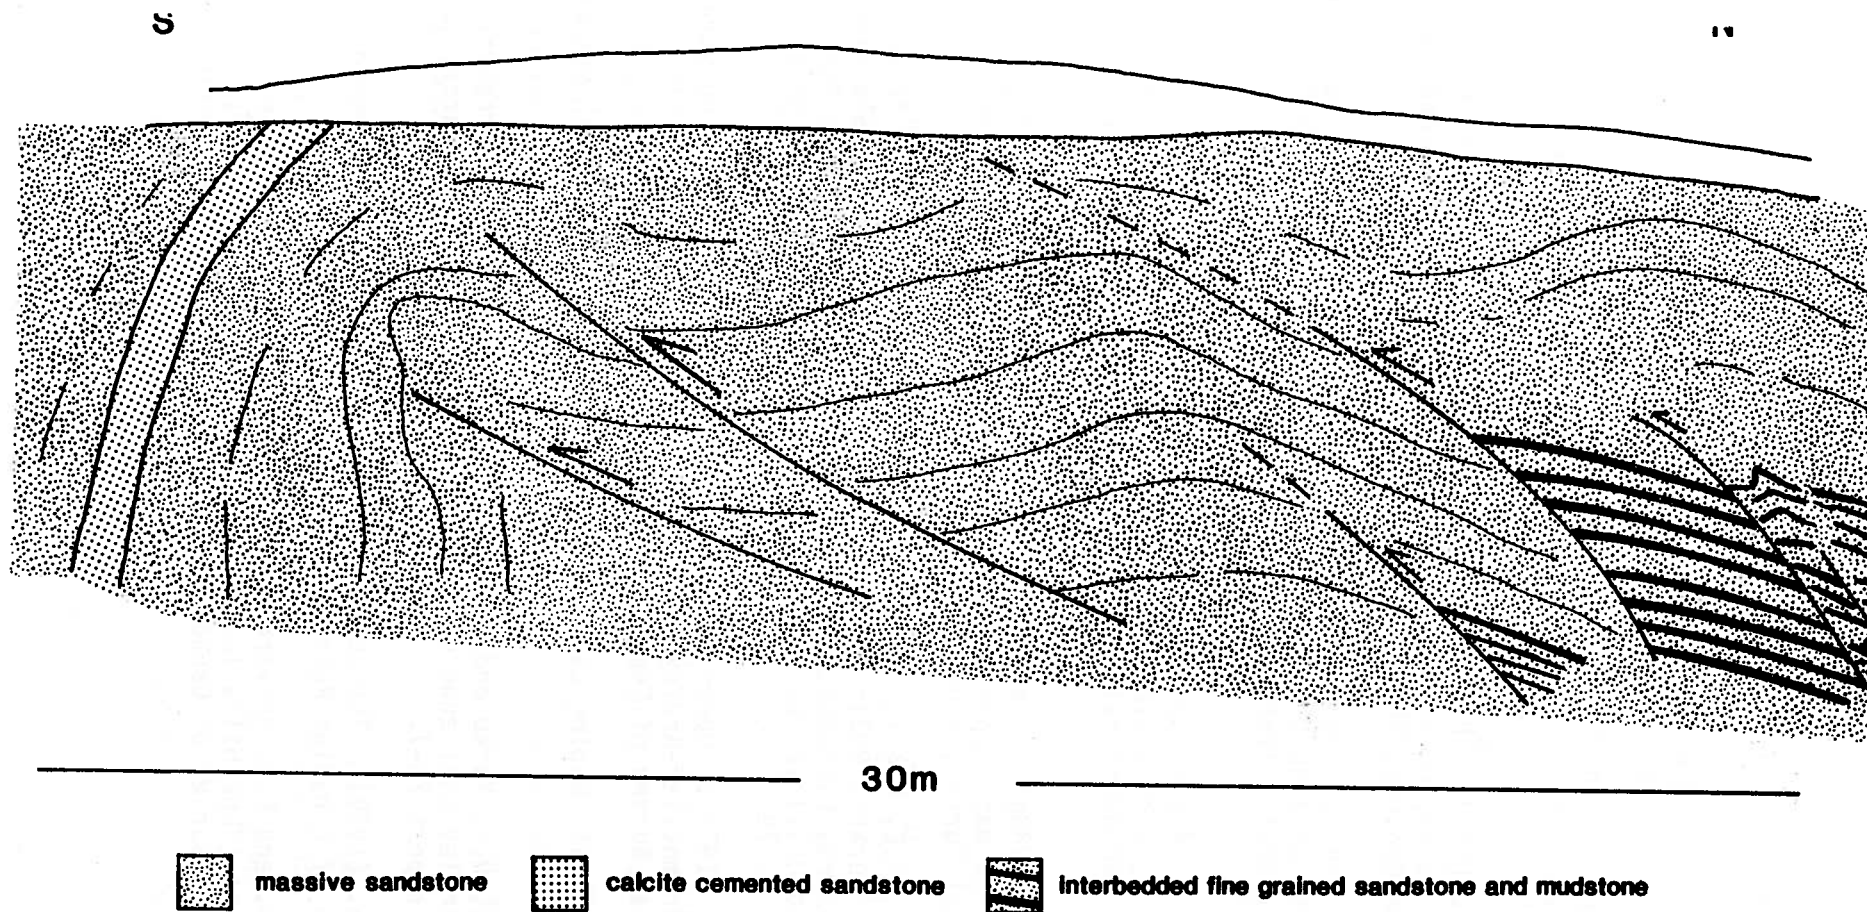 S
30m
massive sandstone
calcite cemented sandstone
interbedded fine grained sandstone and mudstone